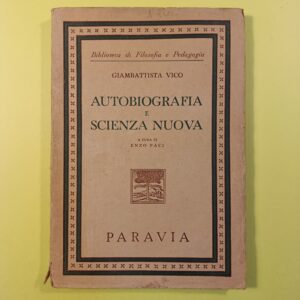 Biblioteca di Filosofia e Pedagogia
GIAMBATTISTA VICO
AUTOBIOGRAFIA
E
SCIENZA NUOVA
A CURA DI
ENZO PACI
PARAVIA